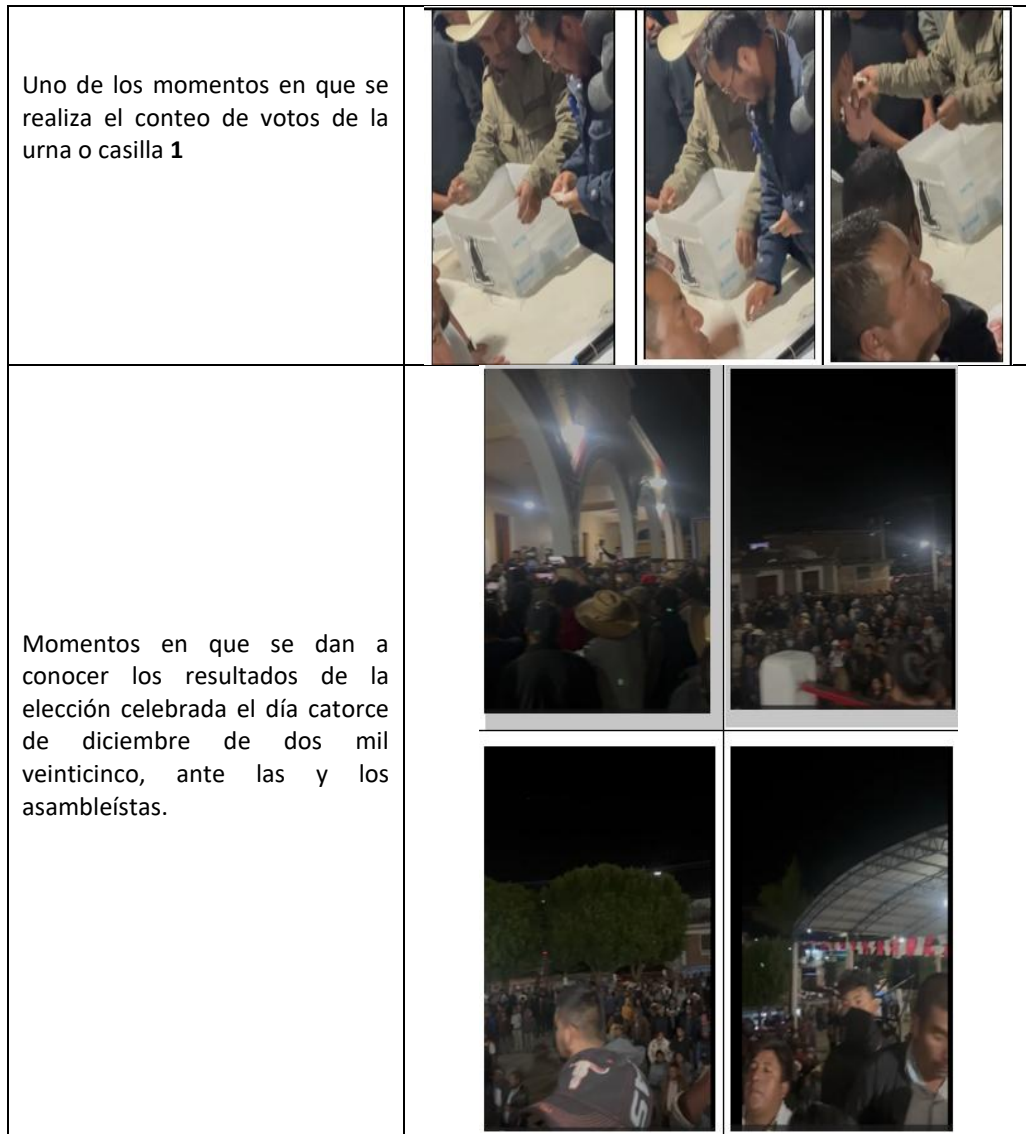 Uno de los momentos en que se
realiza el conteo de votos de la
urna o casilla 1
Momentos en que se dan a
conocer los resultados de la
elección celebrada el día catorce
de diciembre de dos mil
veinticinco, ante las y los
asambleístas.